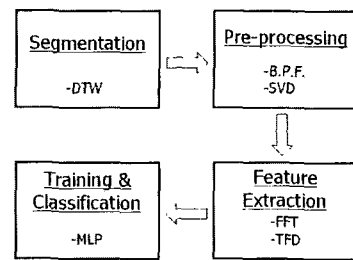 Segmentation
-DTW
Pre-processing
-B.P.F.
-SVD
Feature
Extraction
-FFT
-TFD
Training &
Classification
-MLP